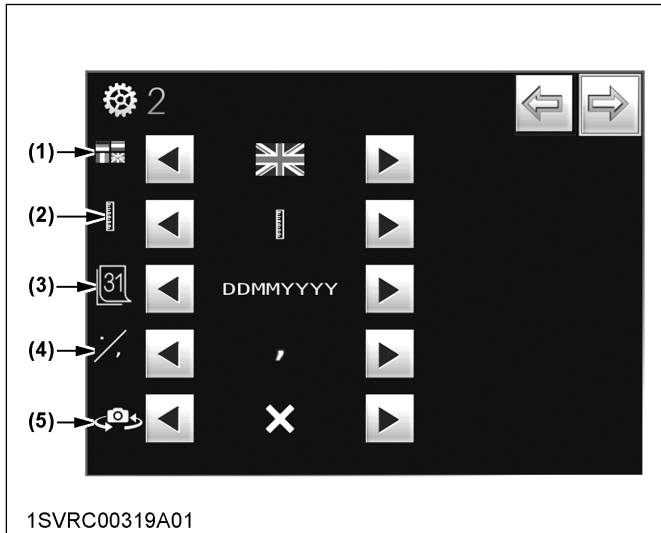 2
(1)
(2)
(3) 31 DDMMYYYY
(4) . / , ,
(5)
1SVRC00319A01